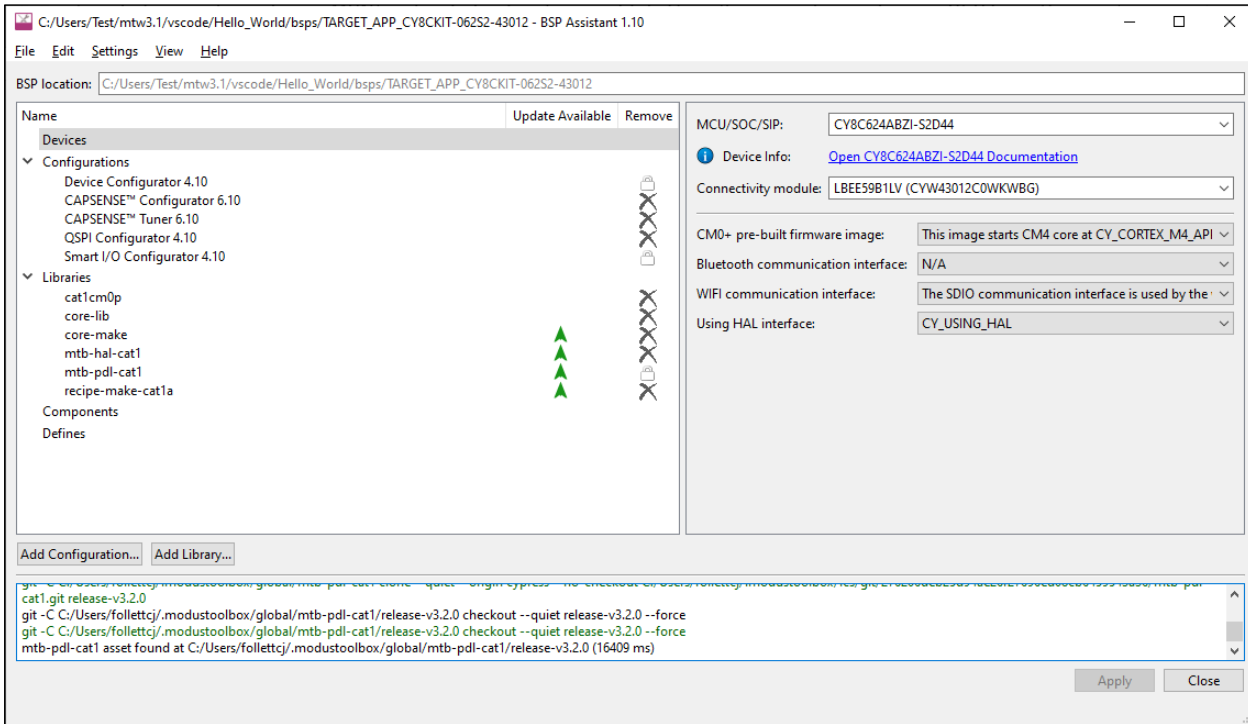 C:/Users/Test/mtw3.1/vscode/Hello_World/bsps/TARGET_APP_CY8CKIT-062S2-43012 - BSP Assistant 1.10
File Edit Settings View Help
BSP location: C:/Users/Test/mtw3.1/vscode/Hello_World/bsps/TARGET_APP_CY8CKIT-062S2-43012
Name Update Available Remove
Devices
Configurations
Device Configurator 4.10
CAPSENSE™ Configurator 6.10
CAPSENSE™ Tuner 6.10
QSPI Configurator 4.10
Smart I/O Configurator 4.10
Libraries
cat1cm0p
core-lib
core-make
mtb-hal-cat1
mtb-pdl-cat1
recipe-make-cat1a
Components
Defines
MCU/SOC/SIP: CY8C624ABZI-S2D44
Device Info: Open CY8C624ABZI-S2D44 Documentation
Connectivity module: LBEE59B1LV (CYW43012C0WKWBG)
CM0+ pre-built firmware image: This image starts CM4 core at CY_CORTEX_M4_API
Bluetooth communication interface: N/A
WIFI communication interface: The SDIO communication interface is used by the
Using HAL interface: CY_USING_HAL
Add Configuration... Add Library...
cat1.git release-v3.2.0
git -C C:/Users/follettcj/.modustoolbox/global/mtb-pdl-cat1/release-v3.2.0 checkout --quiet release-v3.2.0 --force
git -C C:/Users/follettcj/.modustoolbox/global/mtb-pdl-cat1/release-v3.2.0 checkout --quiet release-v3.2.0 --force
mtb-pdl-cat1 asset found at C:/Users/follettcj/.modustoolbox/global/mtb-pdl-cat1/release-v3.2.0 (16409 ms)
Apply Close